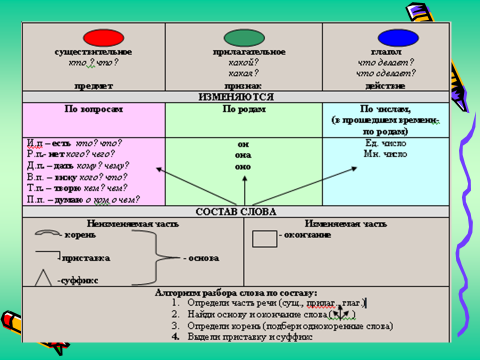 существительное
кто ? что?
предмет
прилагательное
какой?
какая?
признак
глагол
что делает?
что сделает?
действие
ИЗМЕНЯЮТСЯ
По вопросам
По родам
По числам,
(в прошедшем времени,
по родам)
И.п – есть кто? что?
Р.п.- нет кого? чего?
Д.п. – дать кому? чему?
В.п. – вижу кого? что?
Т.п. – творю кем? чем?
П.п. – думаю о ком о чем?
он
она
оно
Ед. число
Мн. число
СОСТАВ СЛОВА
Неизменяемая часть
- корень
-приставка
-суффикс
- основа
Изменяемая часть
- окончание
Алгоритм разбора слова по составу:
1. Определи часть речи (сущ., прилаг., глаг.)
2. Найди основу и окончание слова( )
3. Определи корень (подбери однокоренные слова)
4. Выдели приставку и суффикс